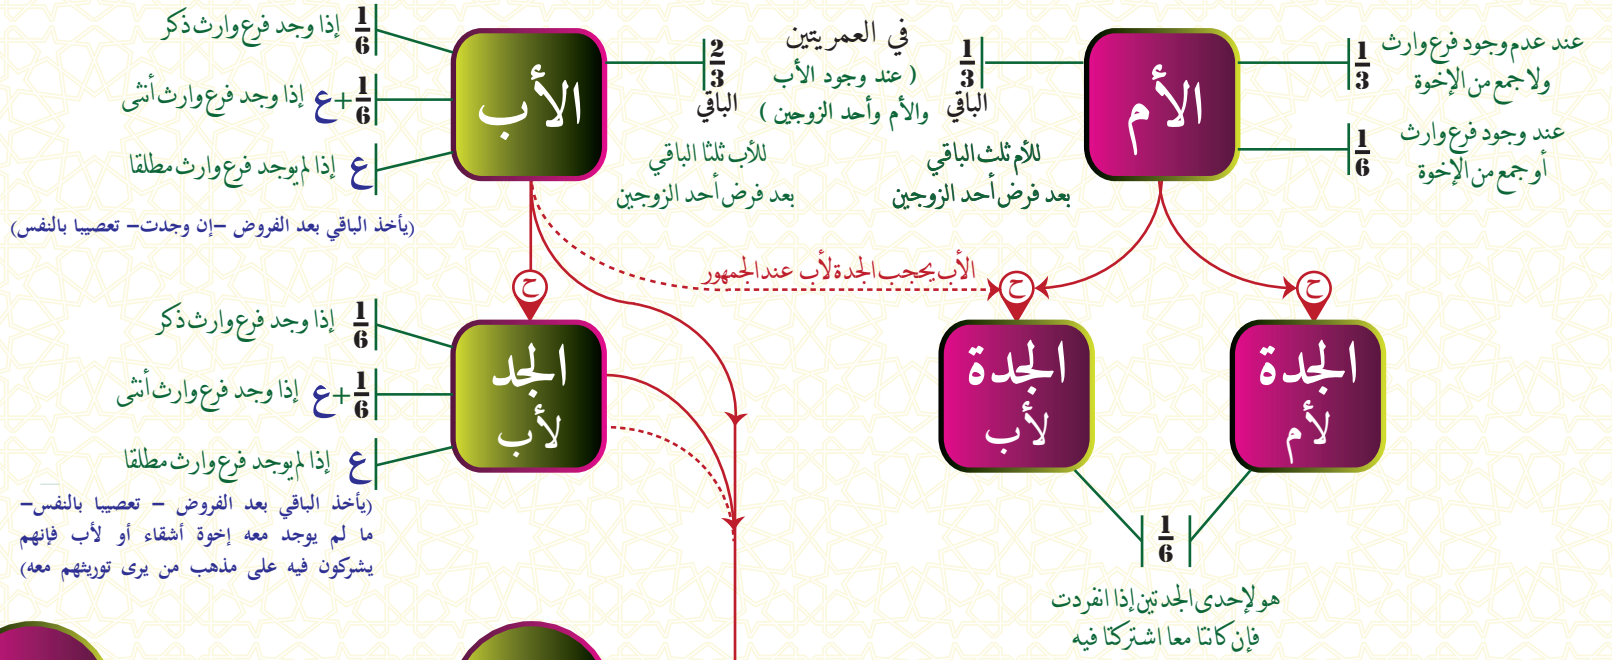 عند عدم وجود فرع وارث
ولا جمع من الإخوة
1
3
عند وجود فرع وارث
أو جمع من الإخوة
1
6
الأم
1
3
الباقي
للأم ثلث الباقي
بعد فرض أحد الزوجين
في العمريتين
( عند وجود الأب
والأم وأحد الزوجين )
2
3
الباقي
للأب ثلثا الباقي
بعد فرض أحد الزوجين
الأب
1
6
إذا وجد فرع وارث ذكر
1
6
+ع إذا وجد فرع وارث أنثى
ع إذا لم يوجد فرع وارث مطلقا
(يأخذ الباقي بعد الفروض –إن وجدت– تعصيبا بالنفس)
الأب يحجب الجدة لأب عند الجمهور
ح
ح
ح
الجدة
لأم
الجدة
لأب
1
6
هو لإحدى الجدتين إذا انفردت
فإن كانتا معا اشتركتا فيه
الجد
لأب
1
6
إذا وجد فرع وارث ذكر
1
6
+ع إذا وجد فرع وارث أنثى
ع إذا لم يوجد فرع وارث مطلقا
(يأخذ الباقي بعد الفروض – تعصيبا بالنفس–
ما لم يوجد معه إخوة أشقاء أو لأب فإنهم
يشركون فيه على مذهب من يرى توريثهم معه)